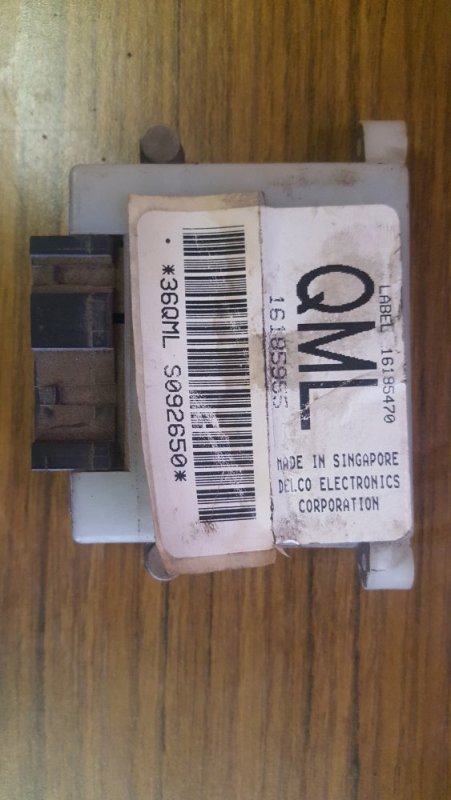 LABEL 16185470
QML
16185955
MADE IN SINGAPORE
DELCO ELECTRONICS
CORPORATION
*36QML S092650*